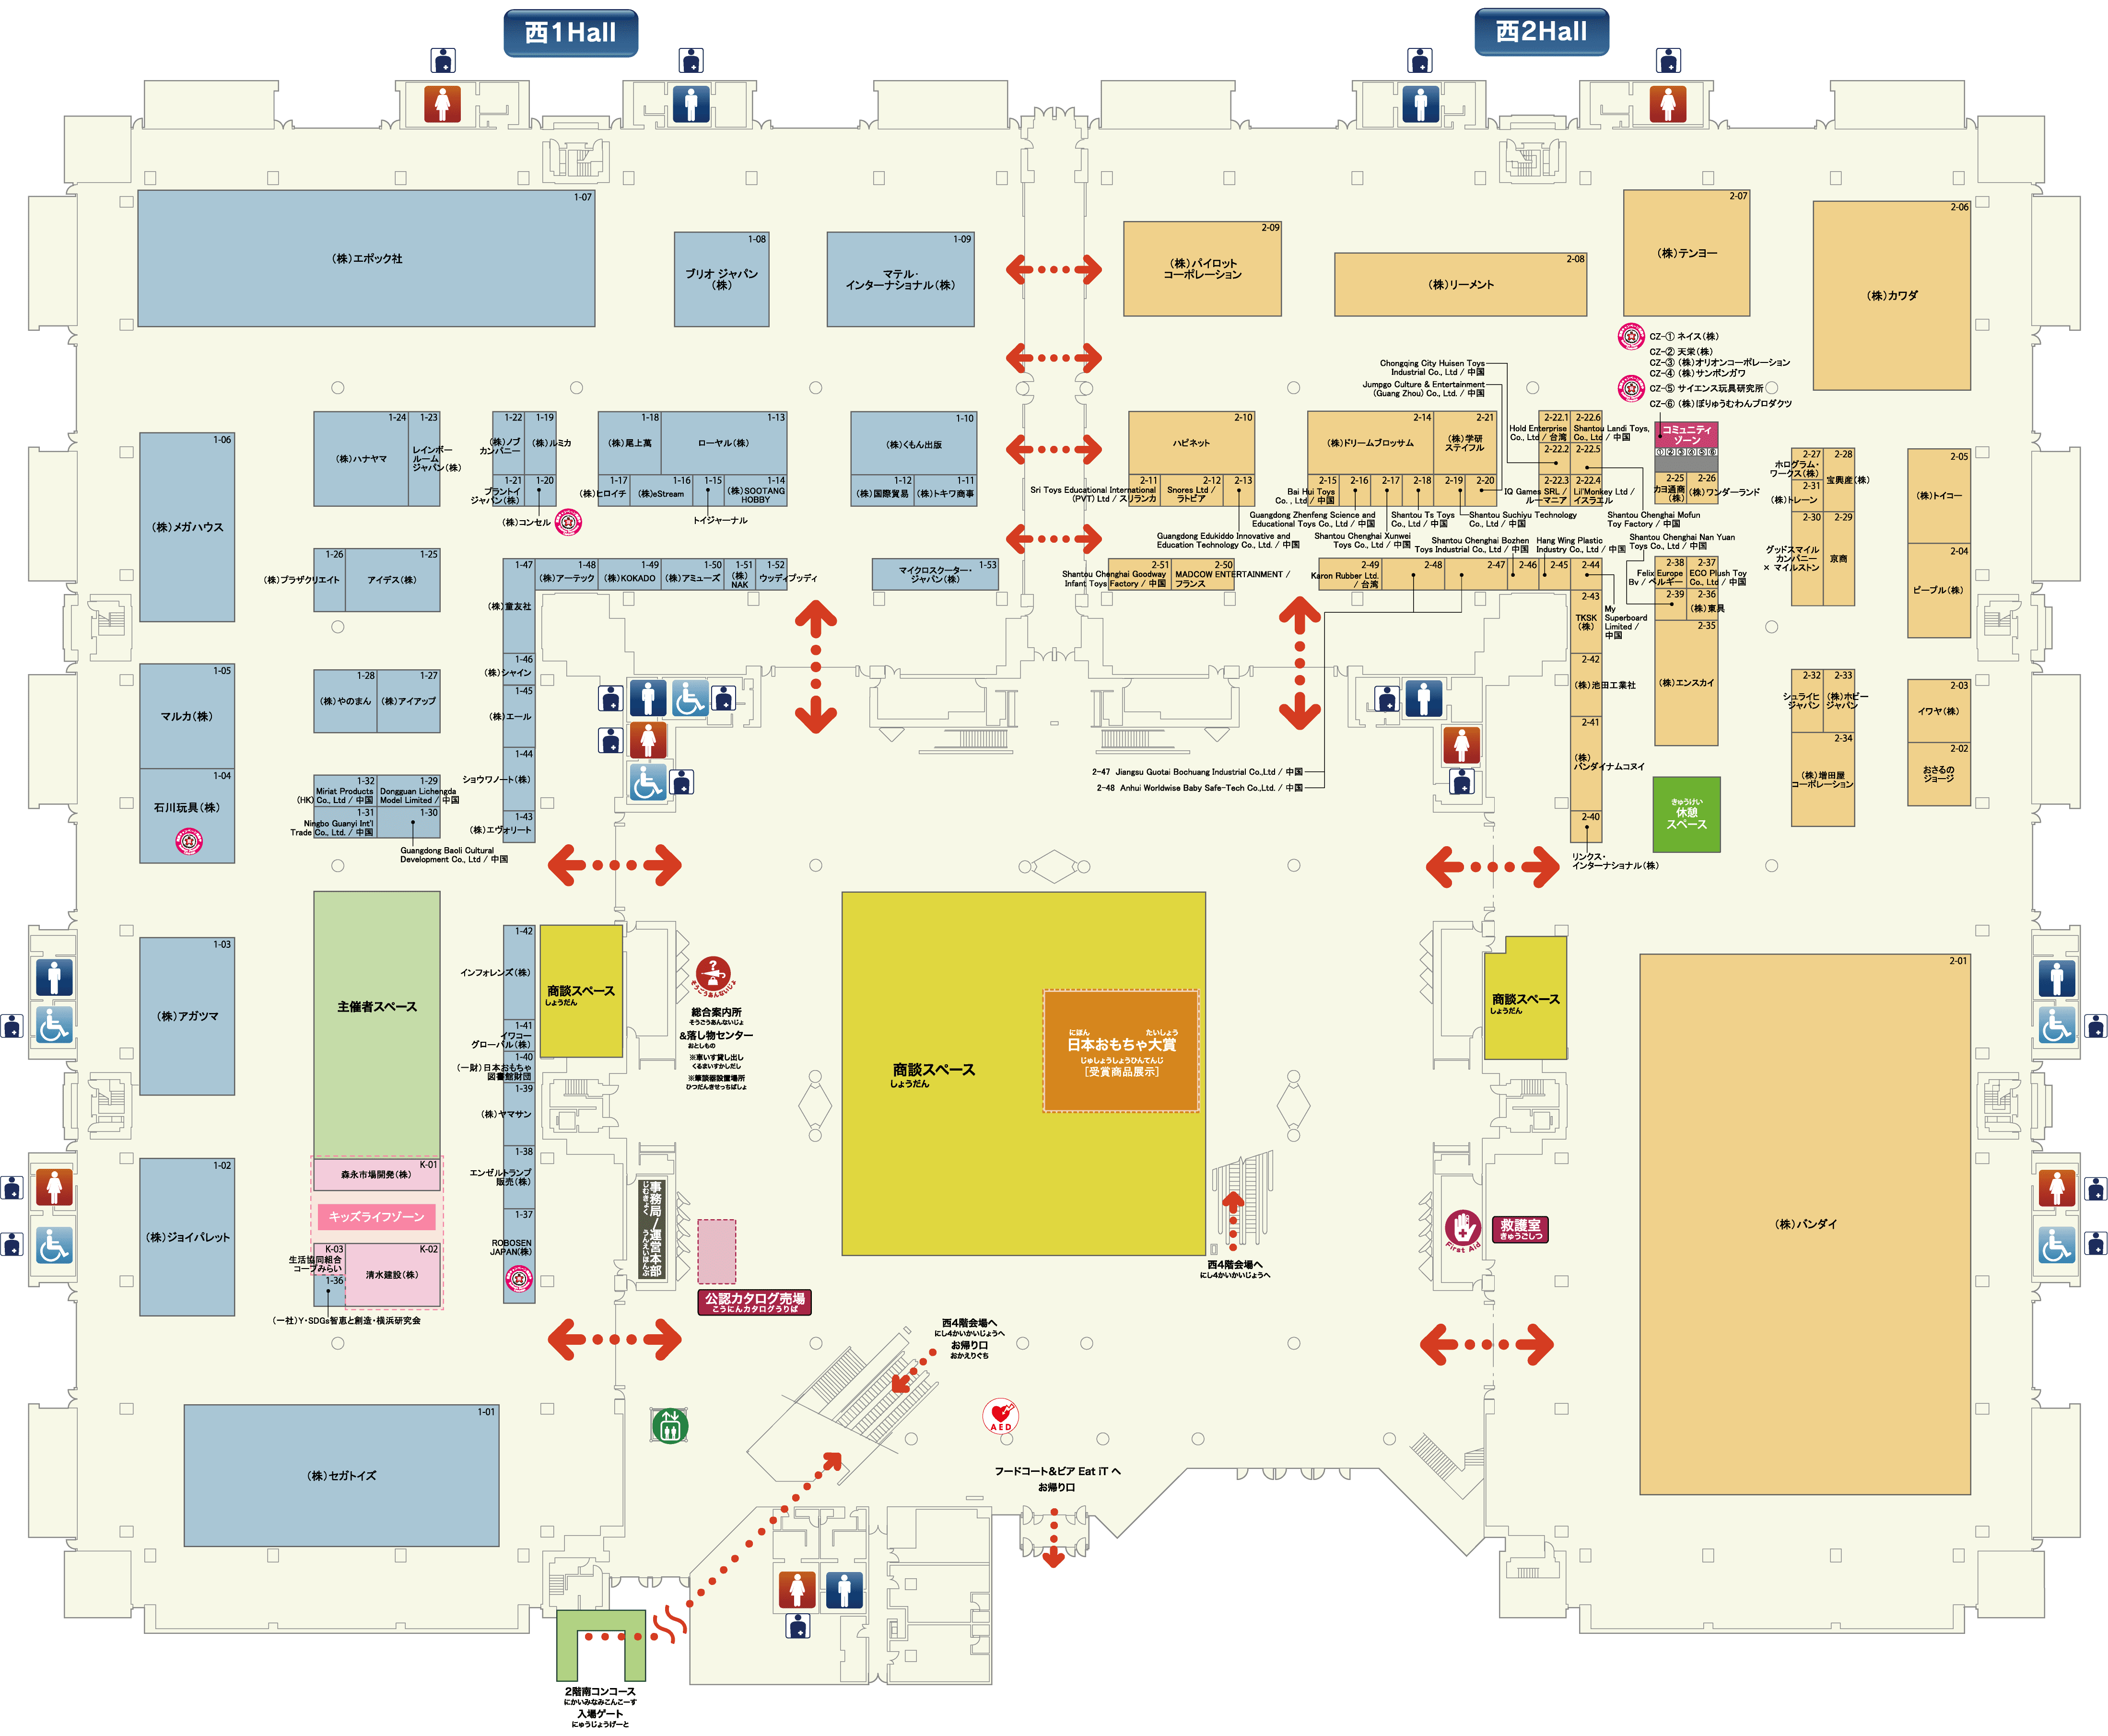 西1Hall
西2Hall
1-07
(株)エポック社
1-08
ブリオ ジャパン
(株)
1-09
マテル・
インターナショナル(株)
2-09
(株)パイロット
コーポレーション
2-08
(株)リーメント
2-07
(株)テンヨー
2-06
(株)カワダ
CZ-① ネイス(株)
CZ-② 天栄(株)
CZ-③ (株)オリオンコーポレーション
CZ-④ (株)サンボンガワ
CZ-⑤ サイエンス玩具研究所
CZ-⑥ (株)ぼりゅうむわんプロダクツ
コミュニティ
ゾーン
①②③④⑤⑥
1-06
(株)メガハウス
1-24
(株)ハナヤマ
1-23
レインボー
ルーム
ジャパン(株)
1-22
(株)ノブ
カンパニー
1-19
(株)ルミカ
1-21
プラントイ
ジャパン(株)
1-20
(株)コンセル
1-18
(株)尾上萬
1-13
ローヤル(株)
1-17
(株)ヒロイチ
1-16
(株)eStream
1-15
トイジャーナル
1-14
(株)SOOTANG
HOBBY
1-10
(株)くもん出版
1-12
(株)国際貿易
1-11
(株)トキワ商事
2-10
ハピネット
2-11
Sri Toys Educational International
(PVT) Ltd / スリランカ
2-12
Snores Ltd /
ラトビア
2-13
Guangdong Edukiddo Innovative and
Education Technology Co., Ltd. / 中国
2-14
(株)ドリームブロッサム
2-21
(株)学研
ステイフル
2-15
Bai Hui Toys
Co. , Ltd / 中国
2-16
Guangdong Zhenfeng Science and
Educational Toys Co., Ltd / 中国
2-17
Shantou Chenghai Xunwei
Toys Co., Ltd / 中国
2-18
Shantou Ts Toys
Co., Ltd / 中国
2-19
Shantou Suchiyu Technology
Co., Ltd / 中国
2-20
Jumpgo Culture & Entertainment
(Guang Zhou) Co., Ltd / 中国
Chongqing City Huisen Toys
Industrial Co., Ltd / 中国
2-22.1
Hold Enterprise
Co., Ltd / 台湾
2-22.6
Shantou Landi Toys,
Co., Ltd / 中国
2-22.2
2-22.5
2-22.3
IQ Games SRL /
ルーマニア
2-22.4
Lil'Monkey Ltd /
イスラエル
Shantou Chenghai Mofun
Toy Factory / 中国
2-25
カヨ通商
(株)
2-26
(株)ワンダーランド
2-27
ホログラム・
ワークス(株)
2-28
宝興産(株)
2-31
(株)トレーン
2-30
グッドスマイル
カンパニー
× マイルストン
2-29
京商
2-05
(株)トイコー
2-04
ピープル(株)
1-26
(株)プラザクリエイト
1-25
アイデス(株)
1-47
(株)童友社
1-48
(株)アーテック
1-49
(株)KOKADO
1-50
(株)アミューズ
1-51
(株)
NAK
1-52
ウッディプッディ
1-53
マイクロスクーター・
ジャパン(株)
2-51
Shantou Chenghai Goodway
Infant Toys Factory / 中国
2-50
MADCOW ENTERTAINMENT /
フランス
2-49
Karon Rubber Ltd.
/ 台湾
2-48
2-47
2-46
Shantou Chenghai Bozhen
Toys Industrial Co., Ltd / 中国
2-45
Hang Wing Plastic
Industry Co., Ltd / 中国
2-44
My
Superboard
Limited /
中国
Shantou Chenghai Nan Yuan
Toys Co., Ltd / 中国
2-38
Felix Europe
Bv / ベルギー
2-37
ECO Plush Toy
Co., Ltd / 中国
2-39
2-36
(株)東具
2-35
(株)エンスカイ
2-43
TKSK
(株)
2-42
(株)池田工業社
2-41
(株)
バンダイナムコヌイ
2-40
リンクス・
インターナショナル(株)
1-46
(株)シャイン
1-45
(株)エール
1-44
ショウワノート(株)
1-43
(株)エヴォリート
1-05
マルカ(株)
1-04
石川玩具(株)
1-28
(株)やのまん
1-27
(株)アイアップ
1-32
Miriat Products
(HK) Co., Ltd / 中国
1-29
Dongguan Lichengda
Model Limited / 中国
1-31
Ningbo Guanyi Int'l
Trade Co., Ltd. / 中国
1-30
Guangdong Baoli Cultural
Development Co., Ltd / 中国
2-47 Jiangsu Guotai Bochuang Industrial Co.,Ltd / 中国
2-48 Anhui Worldwise Baby Safe-Tech Co.,Ltd. / 中国
きゅうけい
休憩
スペース
2-32
シュライヒ
ジャパン
2-33
(株)ホビー
ジャパン
2-34
(株)増田屋
コーポレーション
2-03
イワヤ(株)
2-02
おさるの
ジョージ
1-03
(株)アガツマ
主催者スペース
1-42
インフォレンズ(株)
1-41
イワコー
グローバル(株)
1-40
(一財)日本おもちゃ
図書館財団
1-39
(株)ヤマサン
1-38
エンゼルトランプ
販売(株)
1-37
ROBOSEN
JAPAN(株)
商談スペース
しょうだん
そうごうあんないじょ
総合案内所
そうごうあんないじょ
&落し物センター
おとしもの
※車いす貸し出し
くるまいすかしだし
※筆談器設置場所
ひつだんきせっちばしょ
商談スペース
しょうだん
にほん たいしょう
日本おもちゃ大賞
じゅしょうしょうひんてんじ
[受賞商品展示]
商談スペース
しょうだん
2-01
(株)バンダイ
1-02
(株)ジョイパレット
K-01
森永市場開発(株)
キッズライフゾーン
K-03
生活協同組合
コープみらい
K-02
清水建設(株)
1-36
(一社)Y・SDGs智恵と創造・横浜研究会
事務局/運営本部
じむきょく うんえいほんぶ
公認カタログ売場
こうにんカタログうりば
西4階会場へ
にし4かいかいじょうへ
First Aid
救護室
きゅうごしつ
西4階会場へ
にし4かいかいじょうへ
お帰り口
おかえりぐち
AED
1-01
(株)セガトイズ
フードコート&ピア Eat iT へ
お帰り口
2階南コンコース
にかいみなみこんこーす
入場ゲート
にゅうじょうげーと